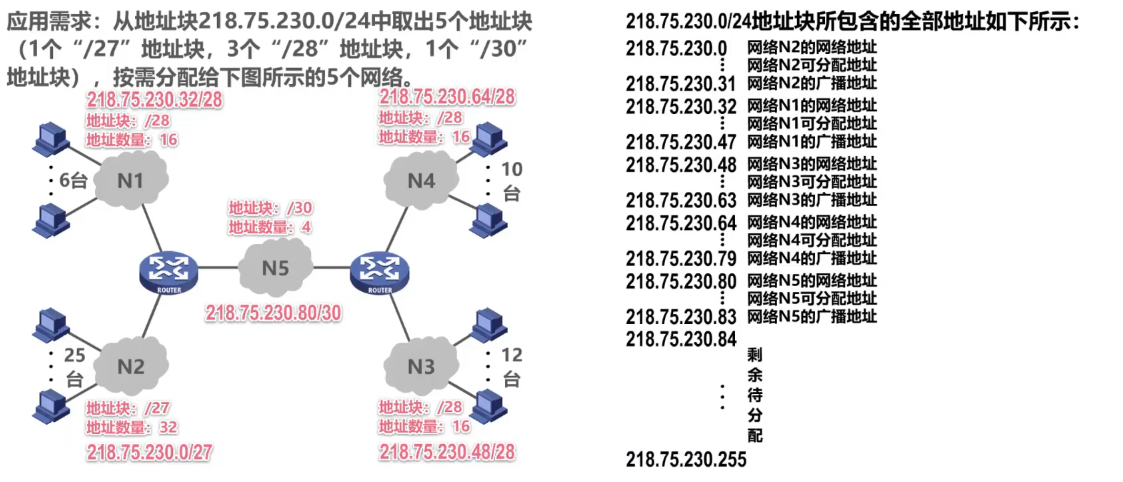 应用需求：从地址块218.75.230.0/24中取出5个地址块
（1个“/27”地址块，3个“/28”地址块，1个“/30”
地址块），按需分配给下图所示的5个网络。
218.75.230.32/28
地址块：/28
地址数量：16
N1
6台
218.75.230.64/28
地址块：/28
地址数量：16
N4
10
台
地址块：/30
地址数量：4
N5
ROUTER
ROUTER
218.75.230.80/30
25
台
N2
地址块：/27
地址数量：32
218.75.230.0/27
N3
12
台
地址块：/28
地址数量：16
218.75.230.48/28
218.75.230.0/24地址块所包含的全部地址如下所示：
218.75.230.0 网络N2的网络地址
网络N2可分配地址
218.75.230.31 网络N2的广播地址
218.75.230.32 网络N1的网络地址
网络N1可分配地址
218.75.230.47 网络N1的广播地址
218.75.230.48 网络N3的网络地址
网络N3可分配地址
218.75.230.63 网络N3的广播地址
218.75.230.64 网络N4的网络地址
网络N4可分配地址
218.75.230.79 网络N4的广播地址
218.75.230.80 网络N5的网络地址
网络N5可分配地址
218.75.230.83 网络N5的广播地址
218.75.230.84
剩
余
待
分
配
218.75.230.255